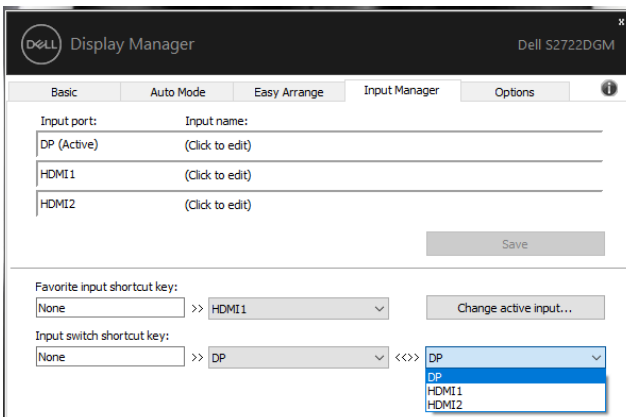 DELL Display Manager Dell S2722DGM
x
Basic Auto Mode Easy Arrange Input Manager Options i
Input port: Input name:
DP (Active) (Click to edit)
HDMI1 (Click to edit)
HDMI2 (Click to edit)
Save
Favorite input shortcut key:
None >> HDMI1 Change active input...
Input switch shortcut key:
None >> DP <<>> DP
DP
HDMI1
HDMI2